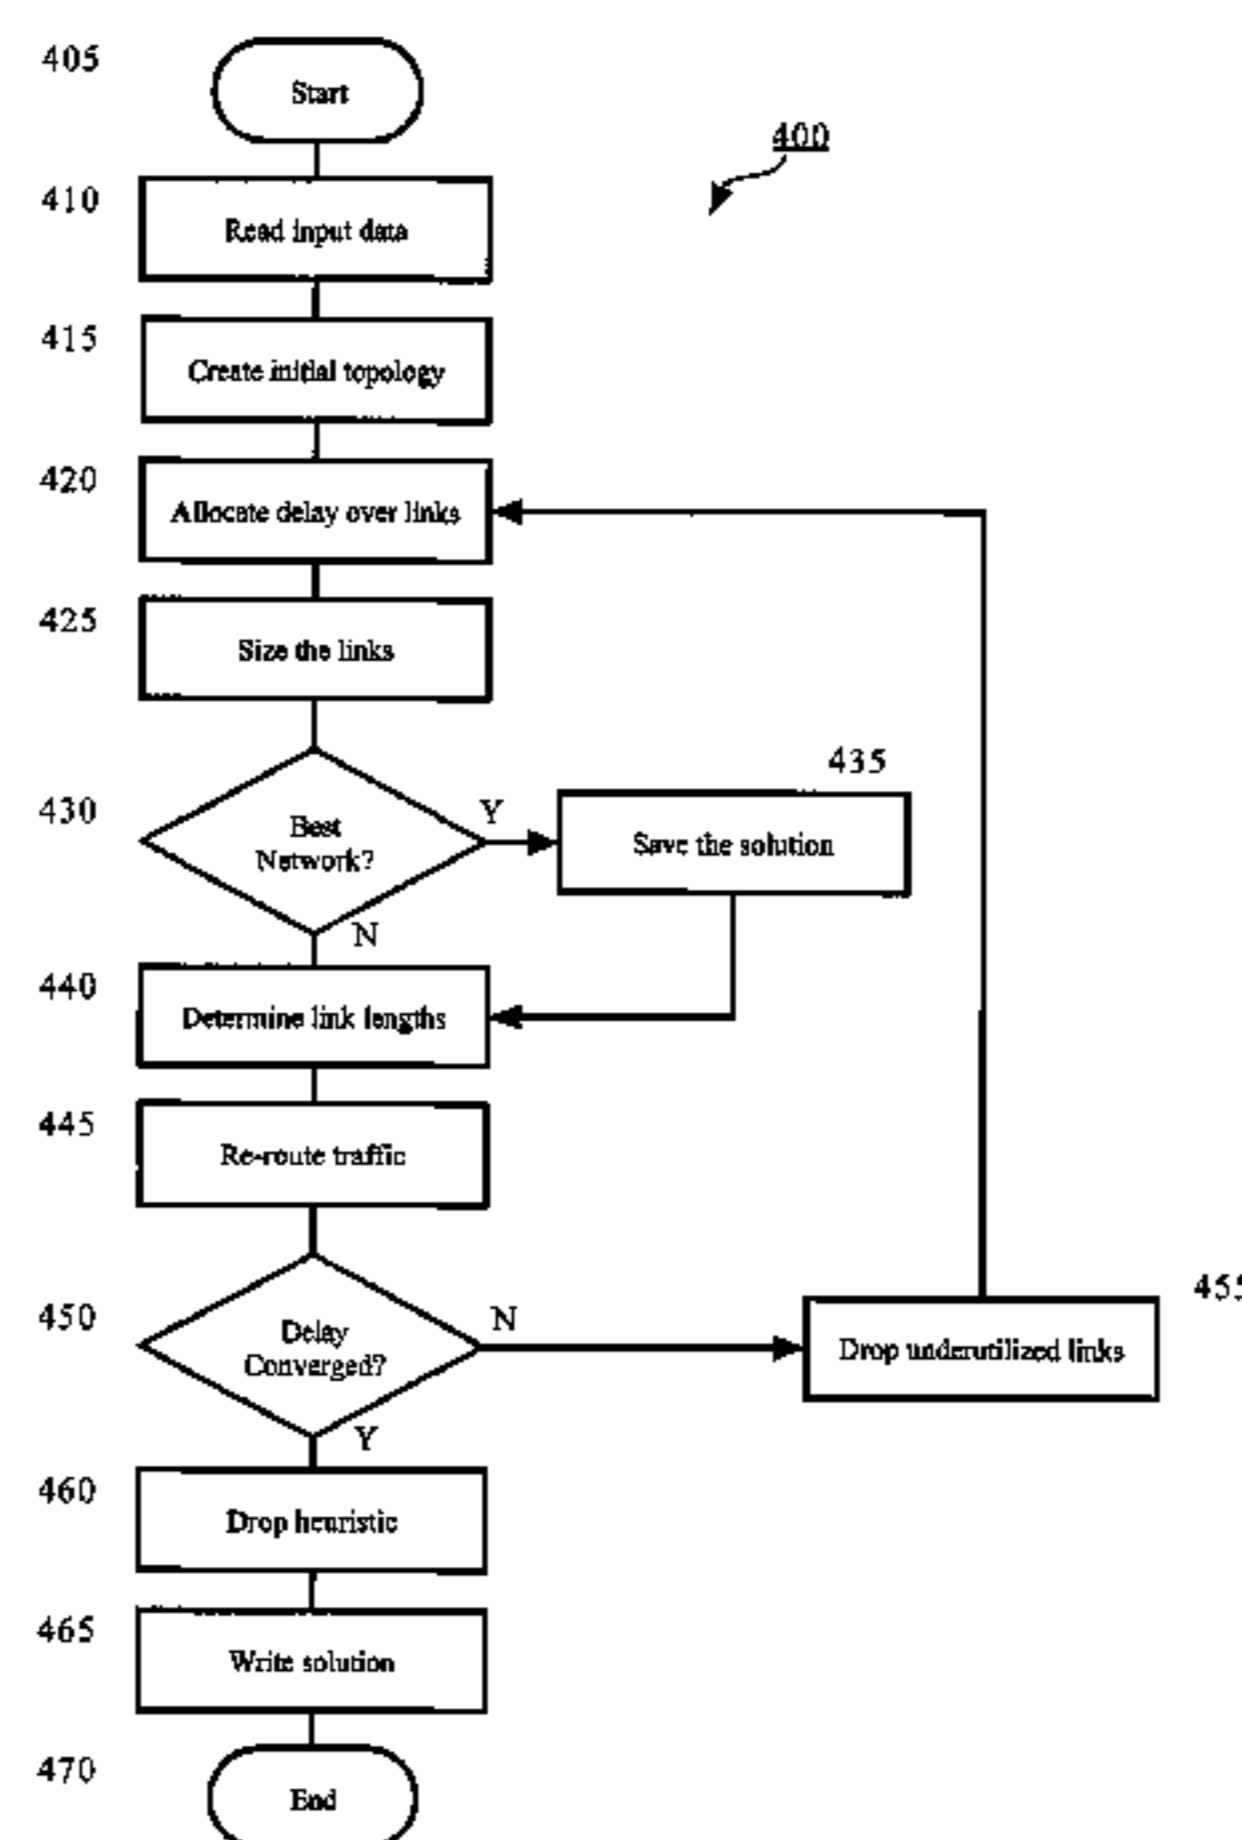 405
Start
400
410
Read input data
415
Create initial topology
420
Allocate delay over links
425
Size the links
435
430
Best
Network?
Y
Save the solution
N
440
Determine link lengths
445
Re-route traffic
455
450
Delay
Converged?
N
Drop underutilized links
Y
460
Drop heuristic
465
Write solution
470
End